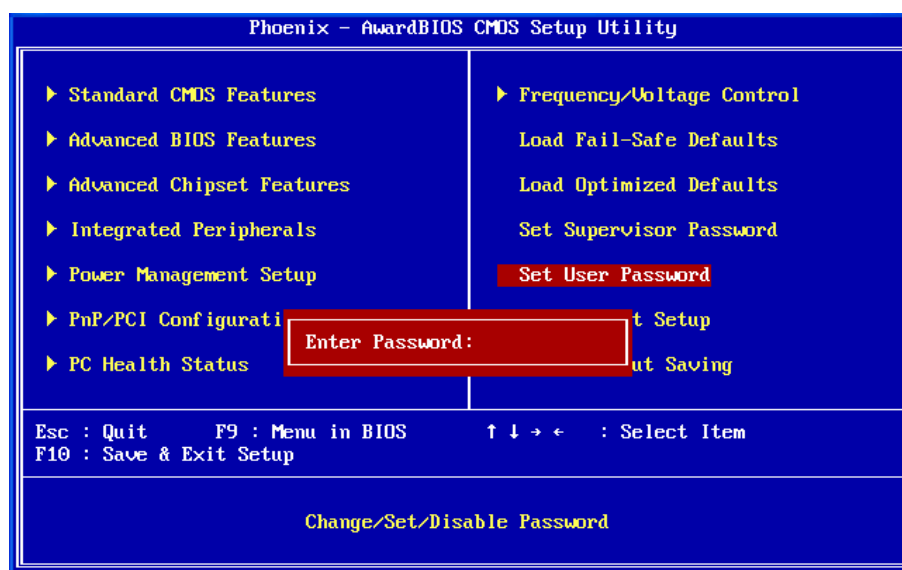 Phoenix - AwardBIOS CMOS Setup Utility
Standard CMOS Features
Advanced BIOS Features
Advanced Chipset Features
Integrated Peripherals
Power Management Setup
PnP/PCI Configurati
PC Health Status
Frequency/Voltage Control
Load Fail-Safe Defaults
Load Optimized Defaults
Set Supervisor Password
Set User Password
t Setup
ut Saving
Enter Password:
Esc : Quit F9 : Menu in BIOS ↑ ↓ → ← : Select Item
F10 : Save & Exit Setup
Change/Set/Disable Password